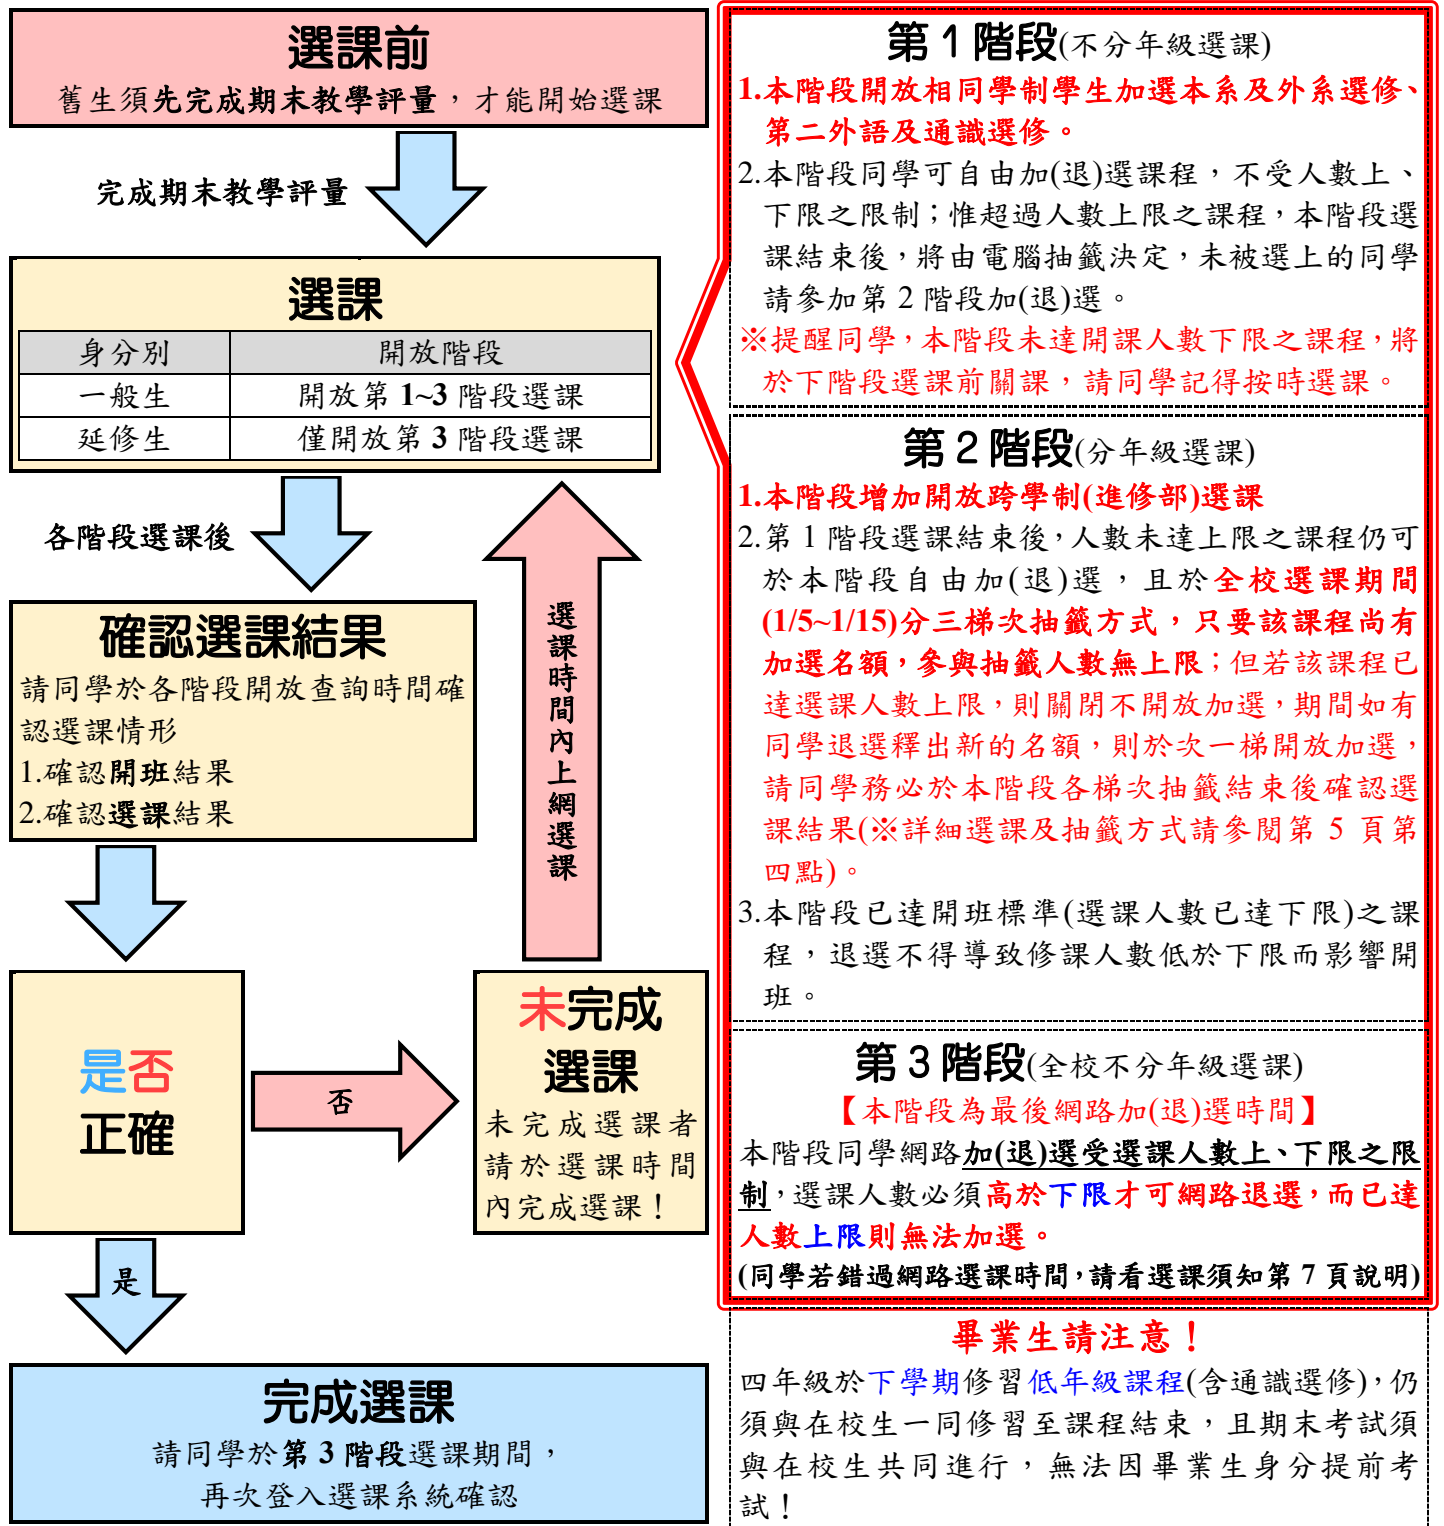 選課前
舊生須先完成期末教學評量，才能開始選課
完成期末教學評量
選課
身分別 開放階段
一般生 開放第 1~3 階段選課
延修生 僅開放第 3 階段選課
各階段選課後
確認選課結果
請同學於各階段開放查詢時間確
認選課情形
1.確認開班結果
2.確認選課結果
選課時間內上網選課
是否
正確
否
未完成
選課
未完成選課者
請於選課時間
內完成選課！
是
完成選課
請同學於第 3 階段選課期間，
再次登入選課系統確認
第 1 階段(不分年級選課)
1.本階段開放相同學制學生加選本系及外系選修、
第二外語及通識選修。
2.本階段同學可自由加(退)選課程，不受人數上、
下限之限制；惟超過人數上限之課程，本階段選
課結束後，將由電腦抽籤決定，未被選上的同學
請參加第 2 階段加(退)選。
※提醒同學，本階段未達開課人數下限之課程，將
於下階段選課前關課，請同學記得按時選課。
第 2 階段(分年級選課)
1.本階段增加開放跨學制(進修部)選課
2.第 1 階段選課結束後，人數未達上限之課程仍可
於本階段自由加(退)選，且於全校選課期間
(1/5~1/15)分三梯次抽籤方式，只要該課程尚有
加選名額，參與抽籤人數無上限；但若該課程已
達選課人數上限，則關閉不開放加選，期間如有
同學退選釋出新的名額，則於次一梯開放加選，
請同學務必於本階段各梯次抽籤結束後確認選
課結果(※詳細選課及抽籤方式請參閱第 5 頁第
四點)。
3.本階段已達開班標準(選課人數已達下限)之課
程，退選不得導致修課人數低於下限而影響開
班。
第 3 階段(全校不分年級選課)
【本階段為最後網路加(退)選時間】
本階段同學網路加(退)選受選課人數上、下限之限
制，選課人數必須高於下限才可網路退選，而已達
人數上限則無法加選。
(同學若錯過網路選課時間，請看選課須知第 7 頁說明)
畢業生請注意！
四年級於下學期修習低年級課程(含通識選修)，仍
須與在校生一同修習至課程結束，且期末考試須
與在校生共同進行，無法因畢業生身分提前考
試！